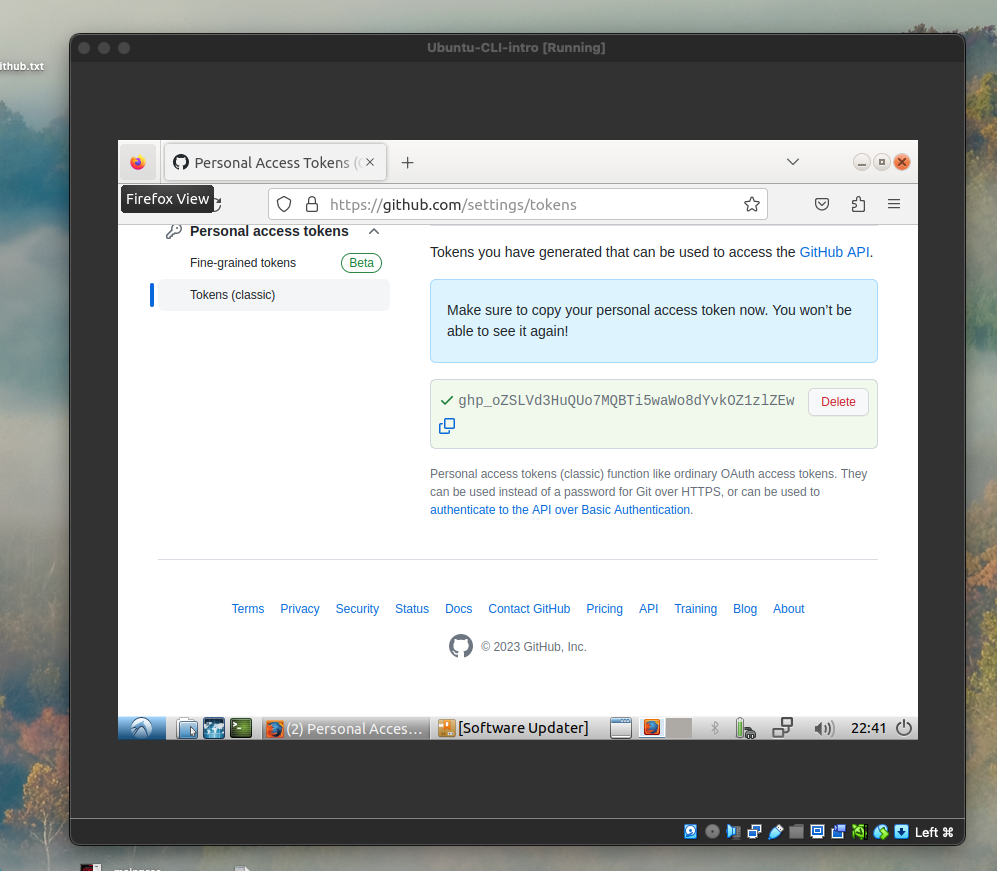 Ubuntu-CLI-intro [Running]
ithub.txt
Personal Access Tokens (
Firefox View
https://github.com/settings/tokens
Personal access tokens
Fine-grained tokens Beta
Tokens (classic)
Tokens you have generated that can be used to access the GitHub API.
Make sure to copy your personal access token now. You won't be
able to see it again!
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 Delete
Personal access tokens (classic) function like ordinary OAuth access tokens. They
can be used instead of a password for Git over HTTPS, or can be used to
authenticate to the API over Basic Authentication.
Terms Privacy Security Status Docs Contact GitHub Pricing API Training Blog About
© 2023 GitHub, Inc.
(2) Personal Acces... [Software Updater] 22:41
Left ⌘